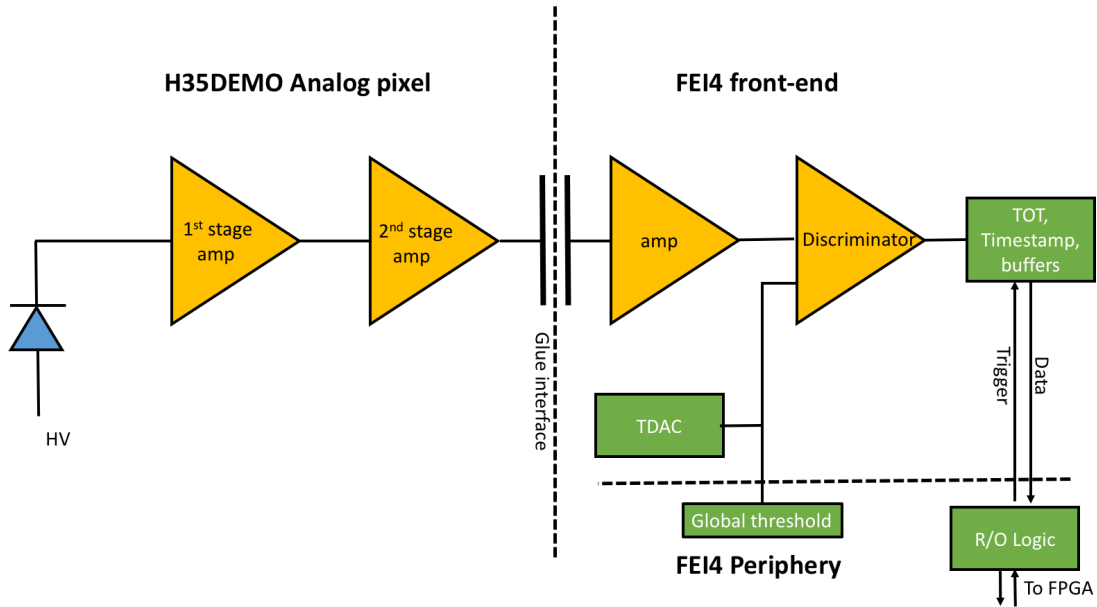 H35DEMO Analog pixel
FEI4 front-end
1st stage
amp
2nd stage
amp
amp
Discriminator
TOT,
Timestamp,
buffers
Glue interface
Trigger
Data
HV
TDAC
Global threshold
FEI4 Periphery
R/O Logic
To FPGA